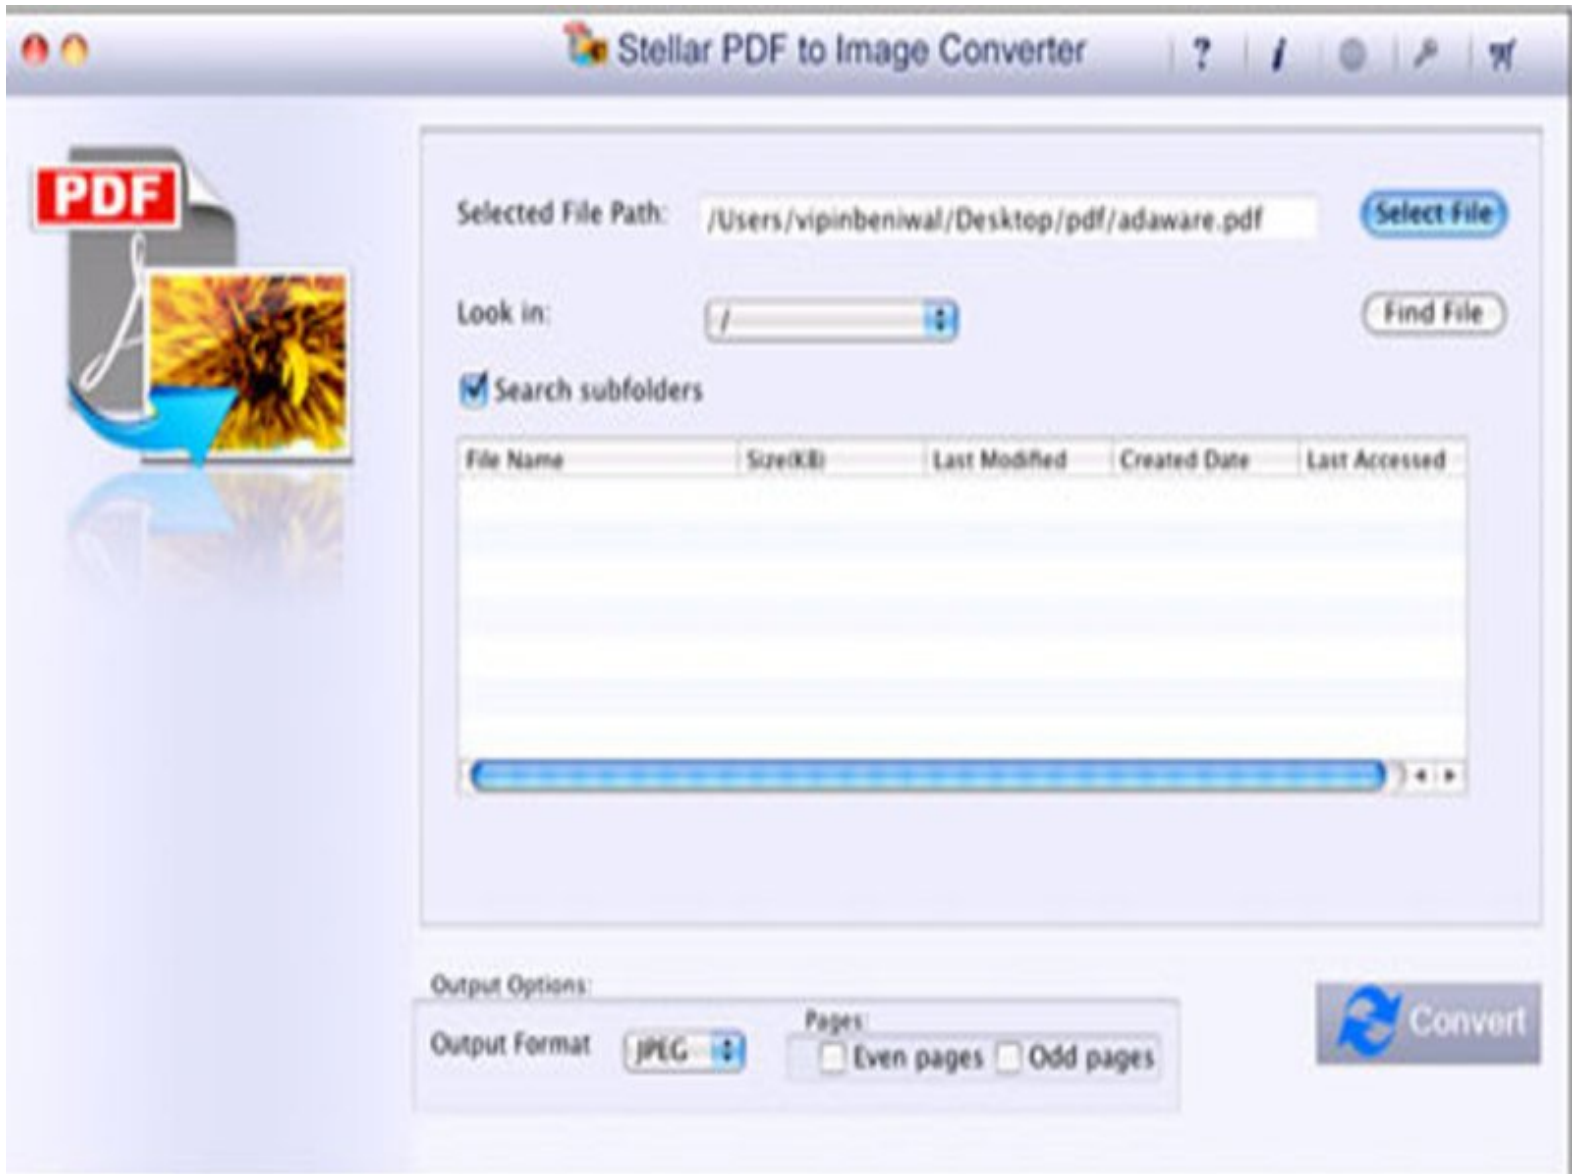 Stellar PDF to Image Converter ? i
PDF
Selected File Path: /Users/vipinbeniwal/Desktop/pdf/adaware.pdf Select File
Look in: / Find File
Search subfolders
File Name Size(KB) Last Modified Created Date Last Accessed
Output Options:
Pages:
Output Format JPEG Even pages Odd pages
Convert